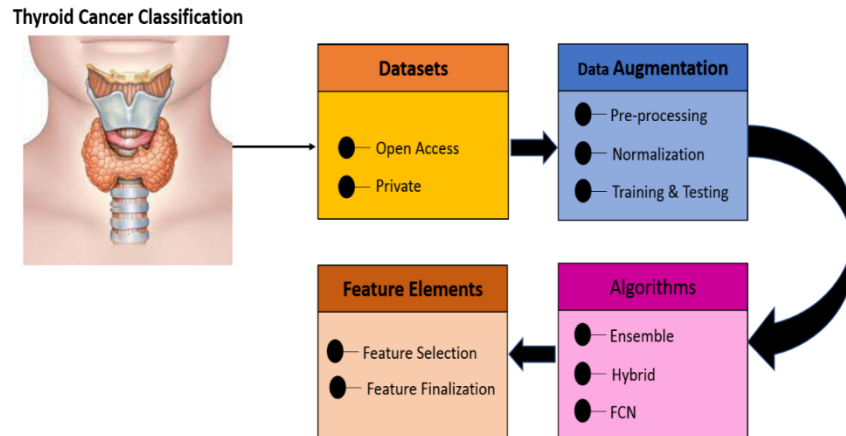 Thyroid Cancer Classification
Datasets
Open Access
Private
Data Augmentation
Pre-processing
Normalization
Training & Testing
Algorithms
Ensemble
Hybrid
FCN
Feature Elements
Feature Selection
Feature Finalization